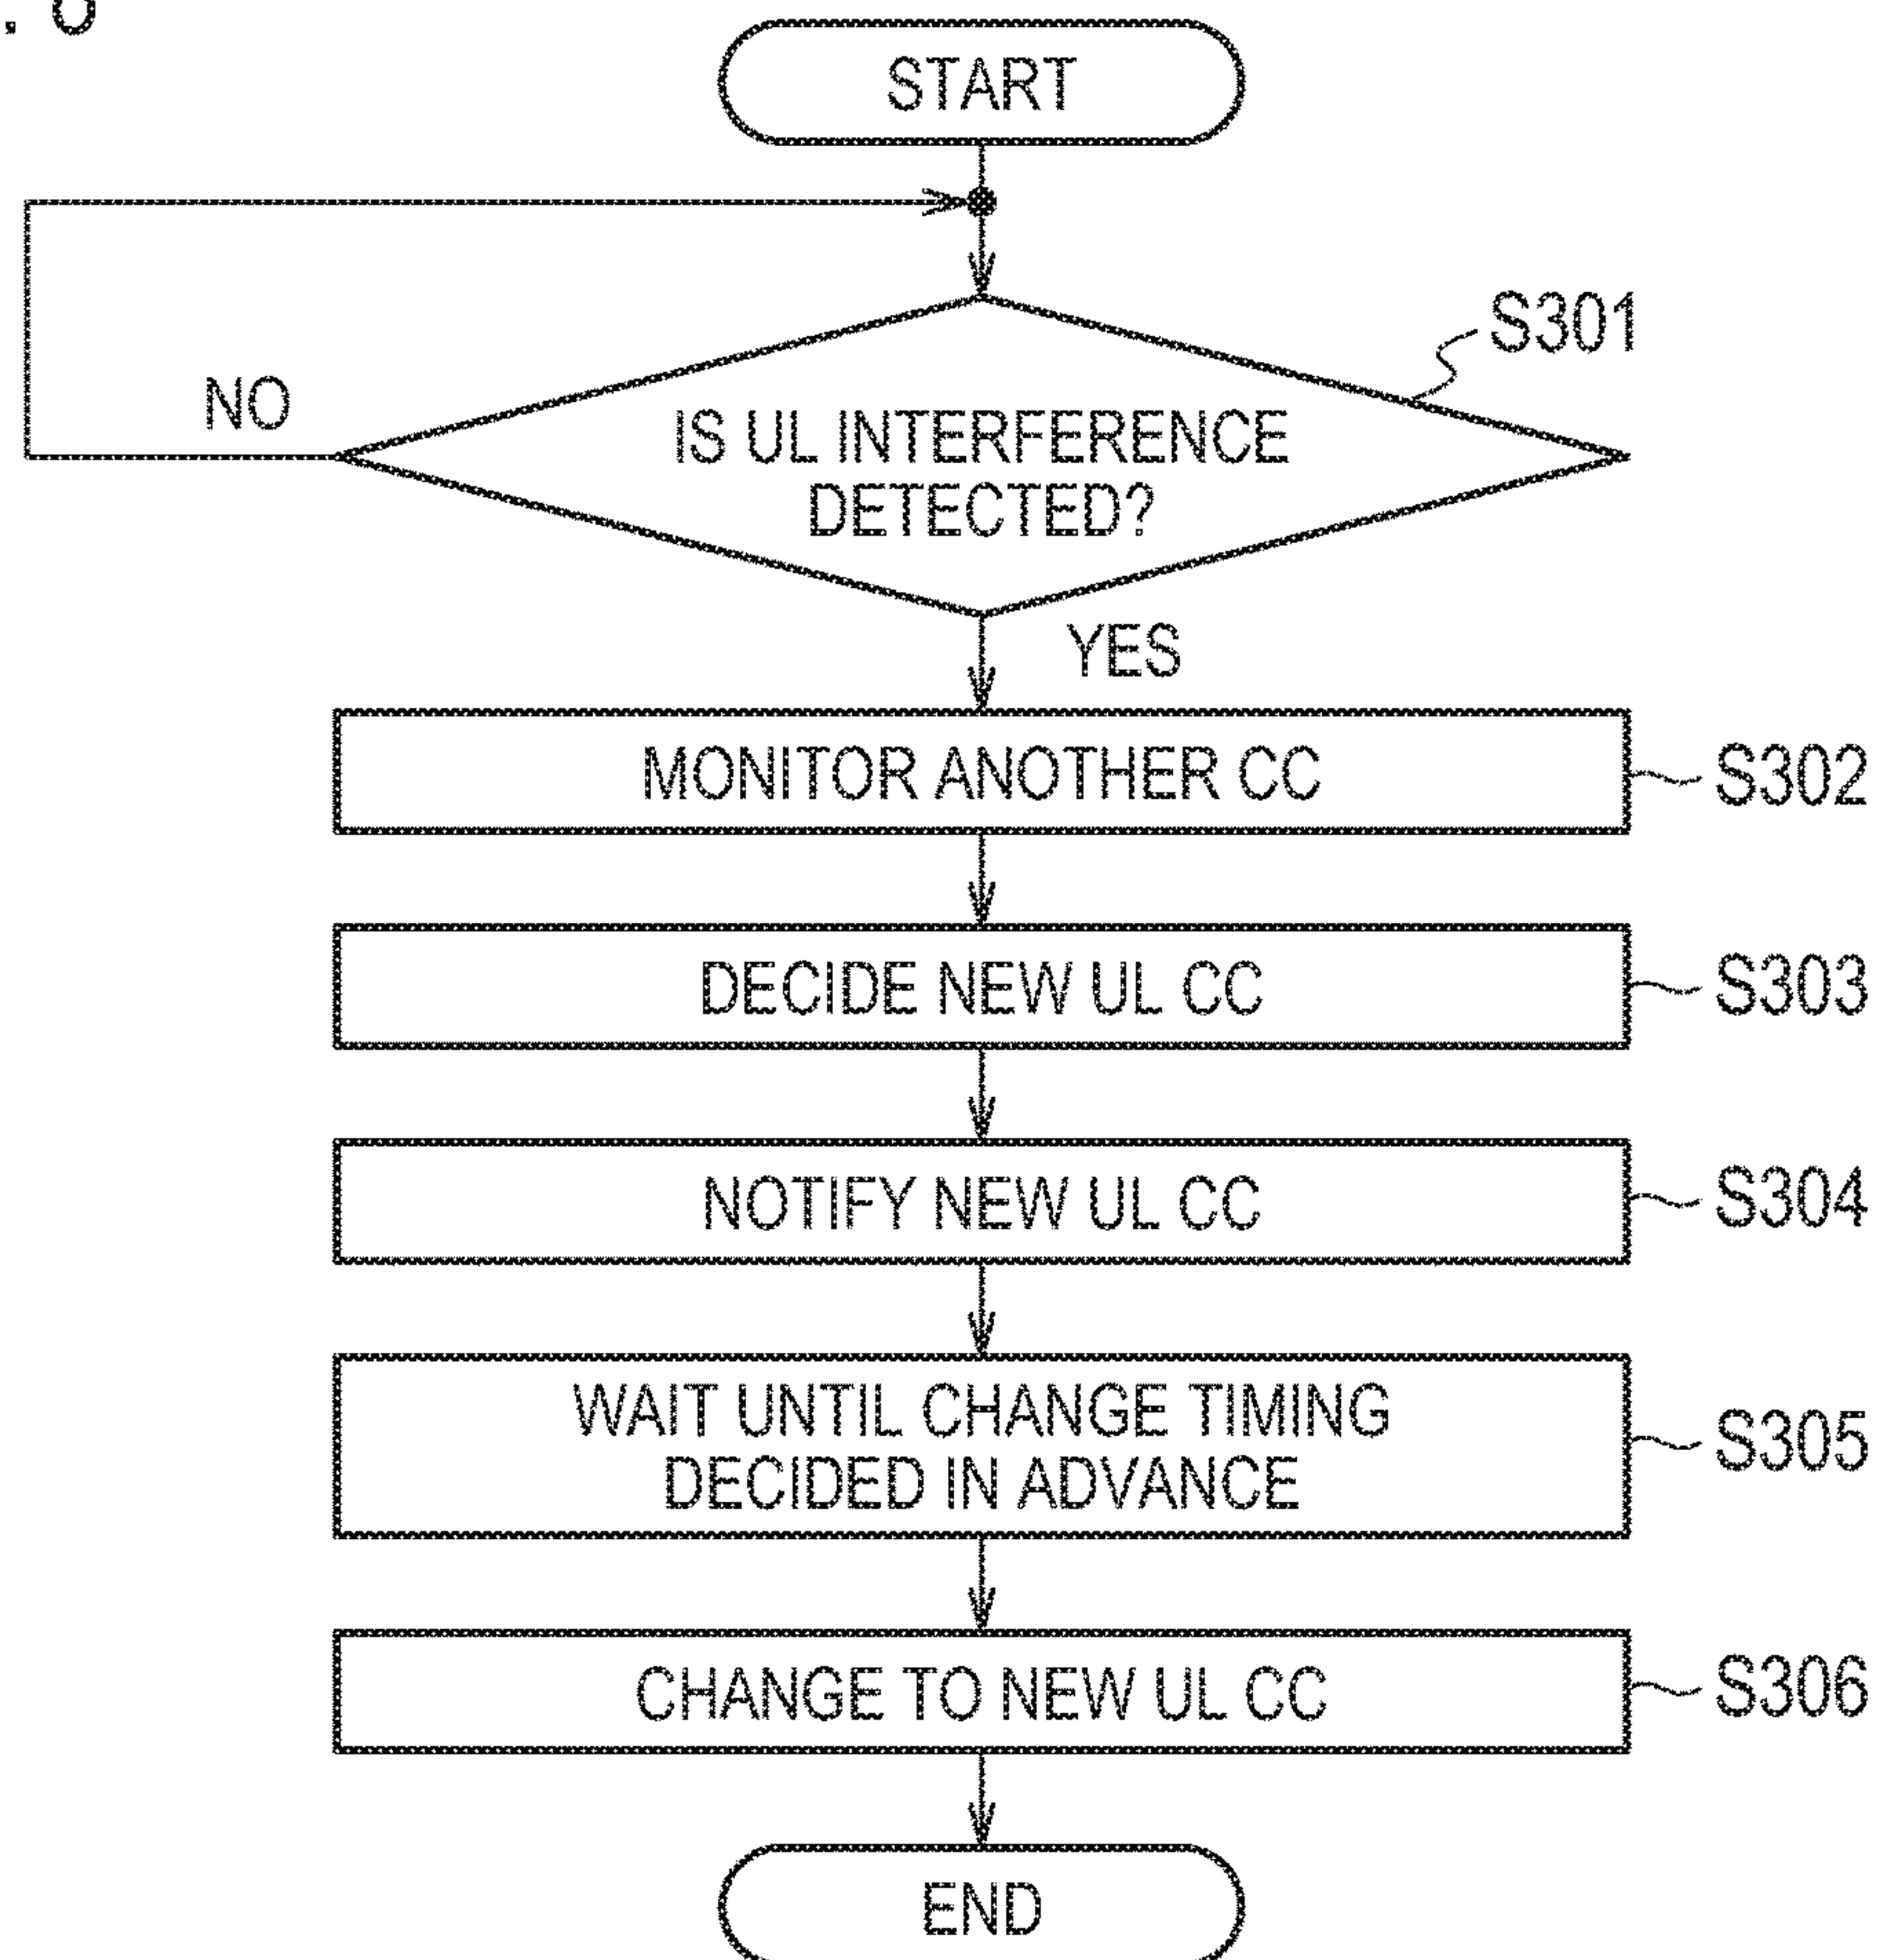 START
S301
NO
IS UL INTERFERENCE
DETECTED?
YES
MONITOR ANOTHER CC
S302
DECIDE NEW UL CC
S303
NOTIFY NEW UL CC
S304
WAIT UNTIL CHANGE TIMING
DECIDED IN ADVANCE
S305
CHANGE TO NEW UL CC
S306
END